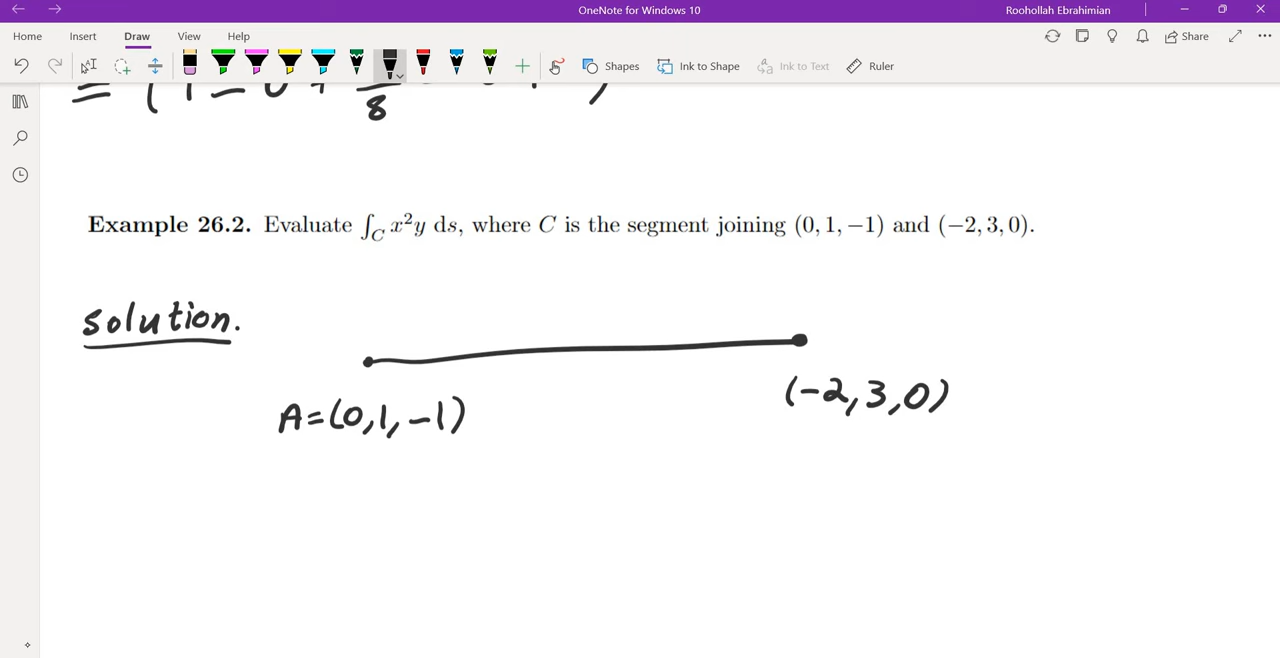 OneNote for Windows 10
Roohollah Ebrahimian
Home Insert Draw View Help
Share
Shapes Ink to Shape Ink to Text Ruler
8
Example 26.2. Evaluate ∫_C x²y ds, where C is the segment joining (0, 1, −1) and (−2, 3, 0).
solution.
A=(0,1,-1)
(-2,3,0)